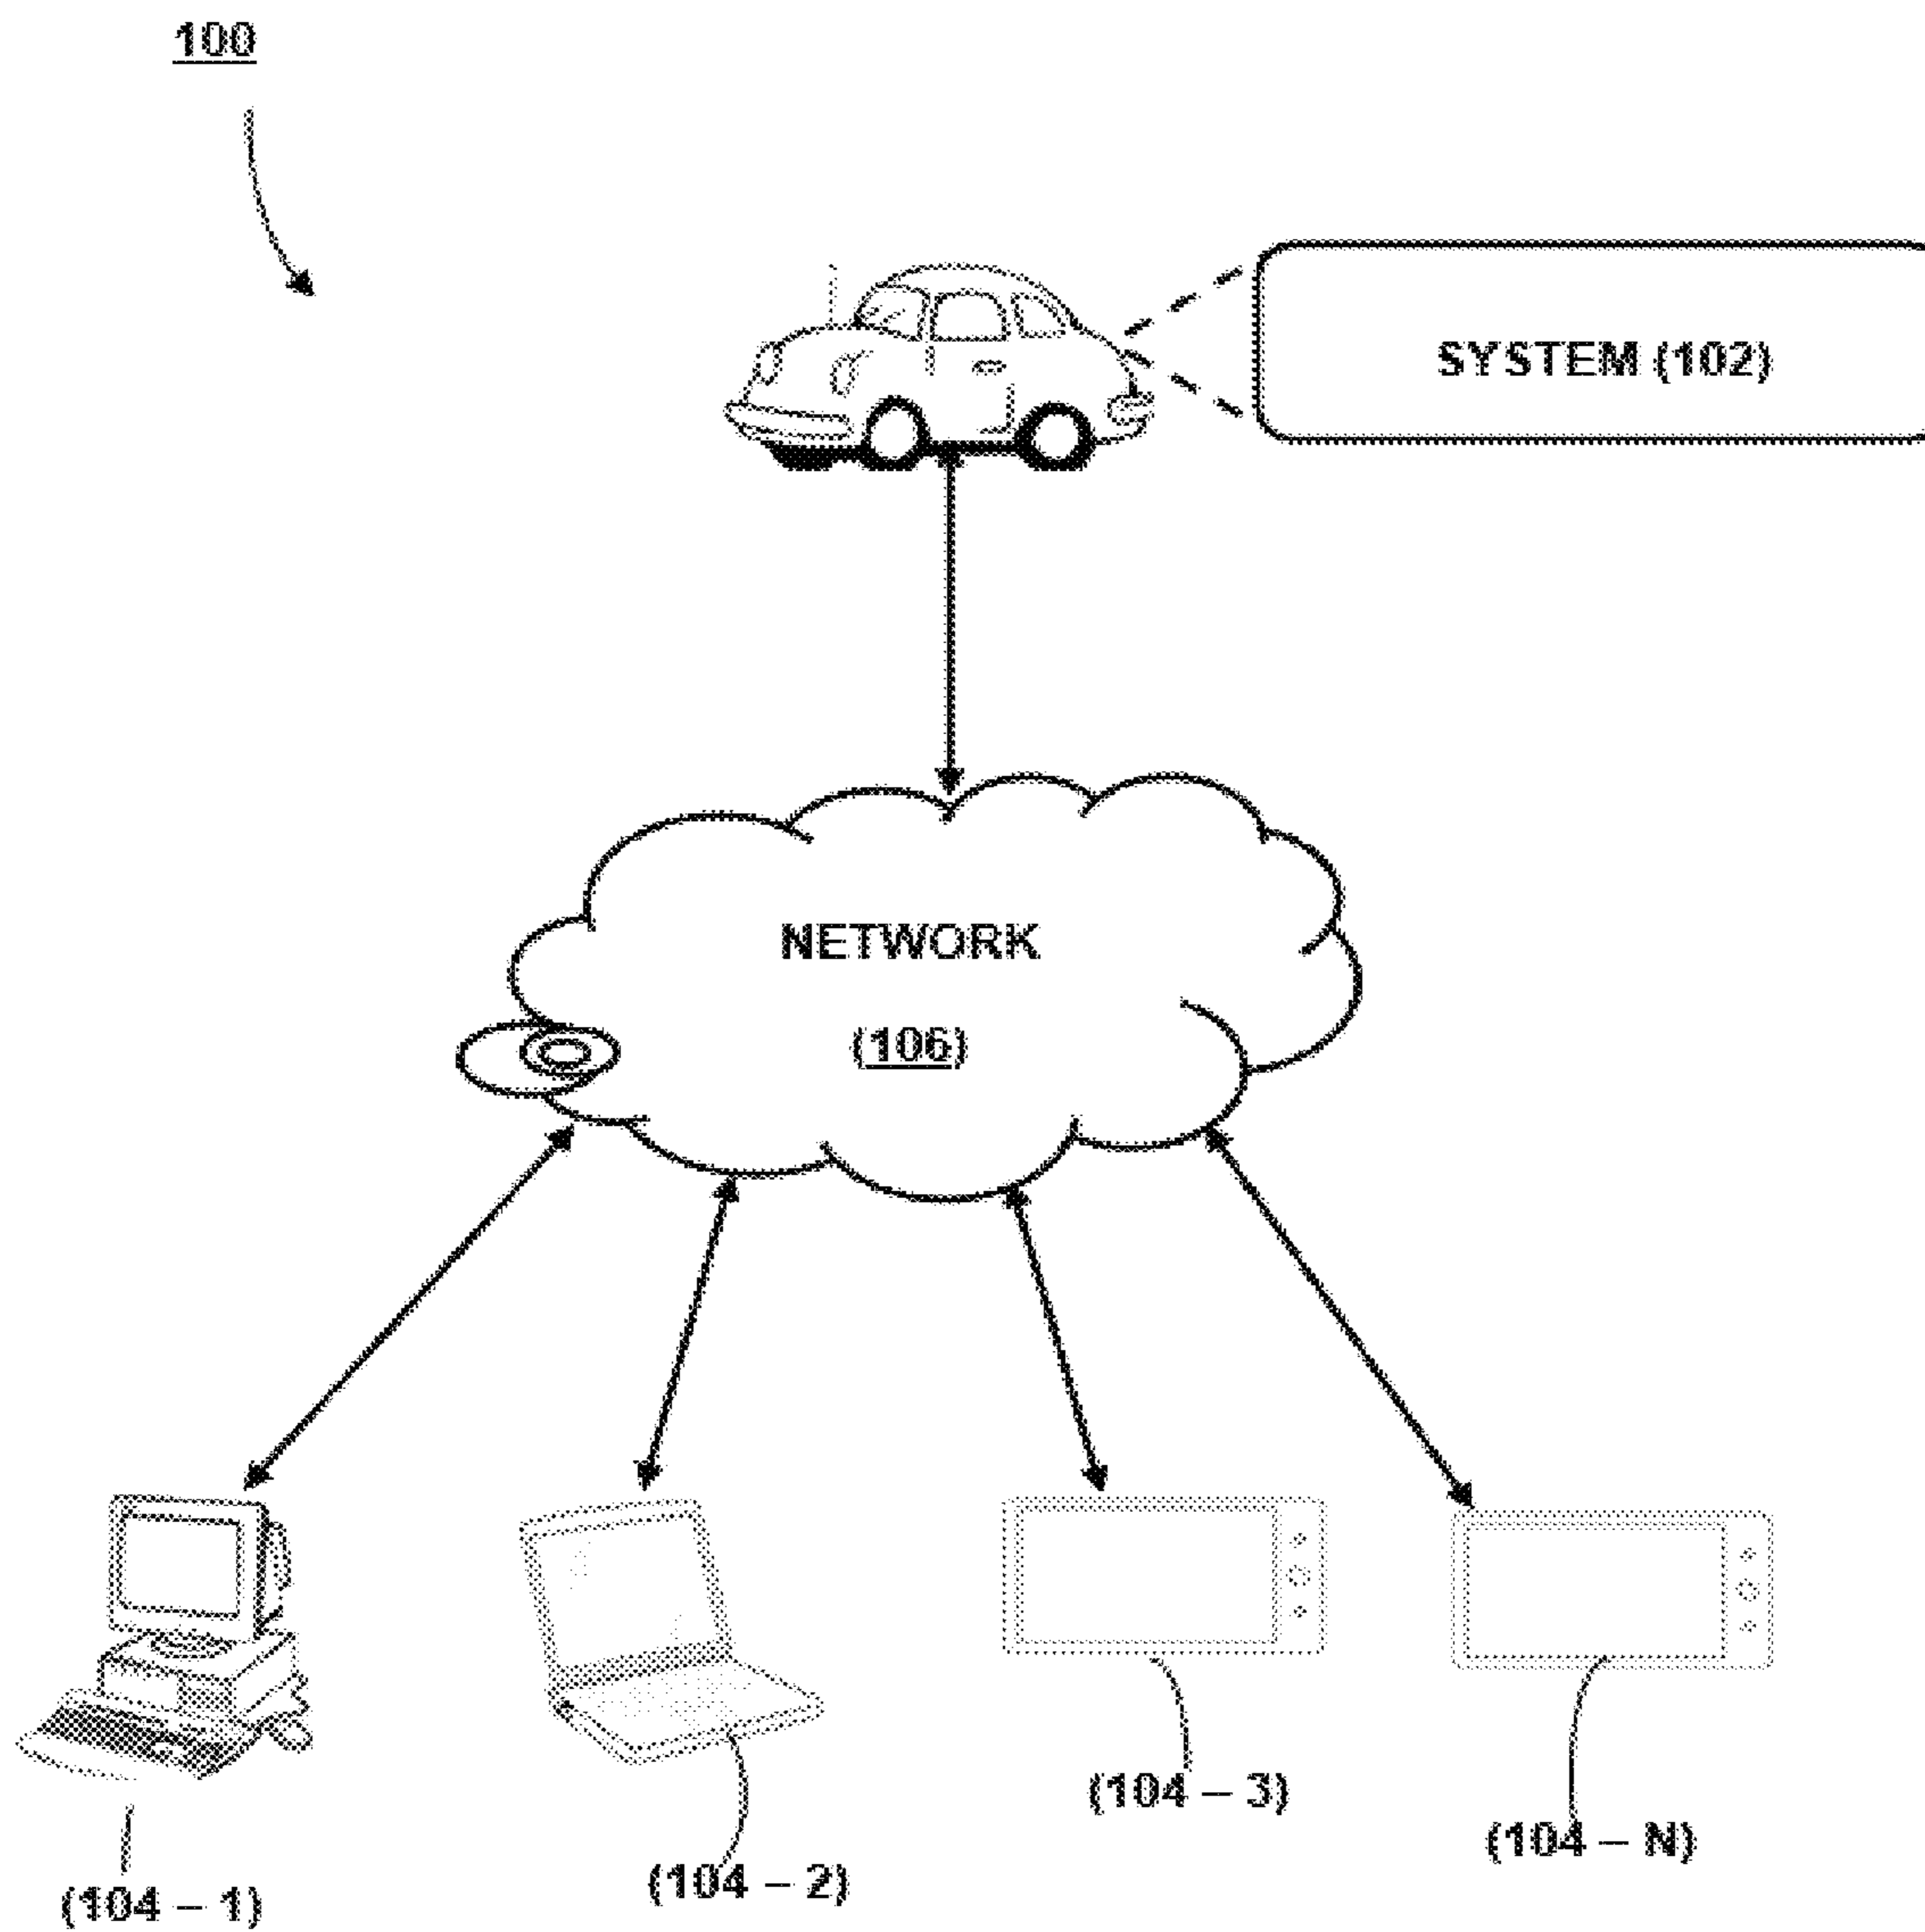 100
SYSTEM (102)
NETWORK
(106)
(104 – 1)
(104 – 2)
(104 – 3)
(104 – N)